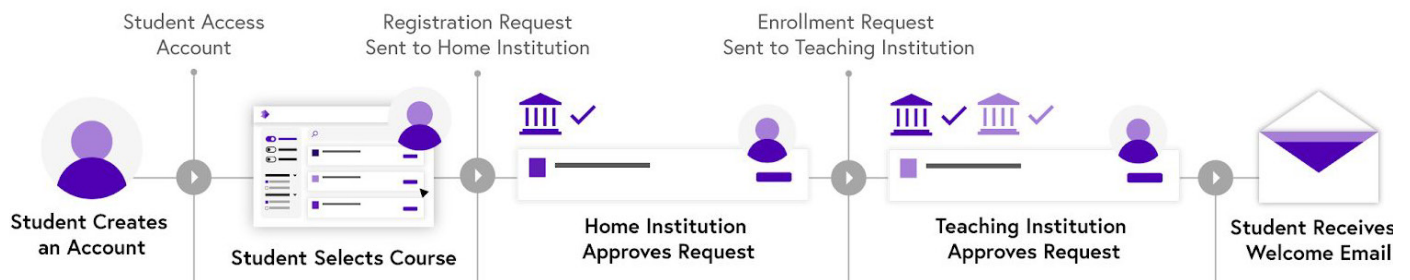 Student Access
Account
Registration Request
Sent to Home Institution
Enrollment Request
Sent to Teaching Institution
Student Creates
an Account
Student Selects Course
Home Institution
Approves Request
Teaching Institution
Approves Request
Student Receives
Welcome Email